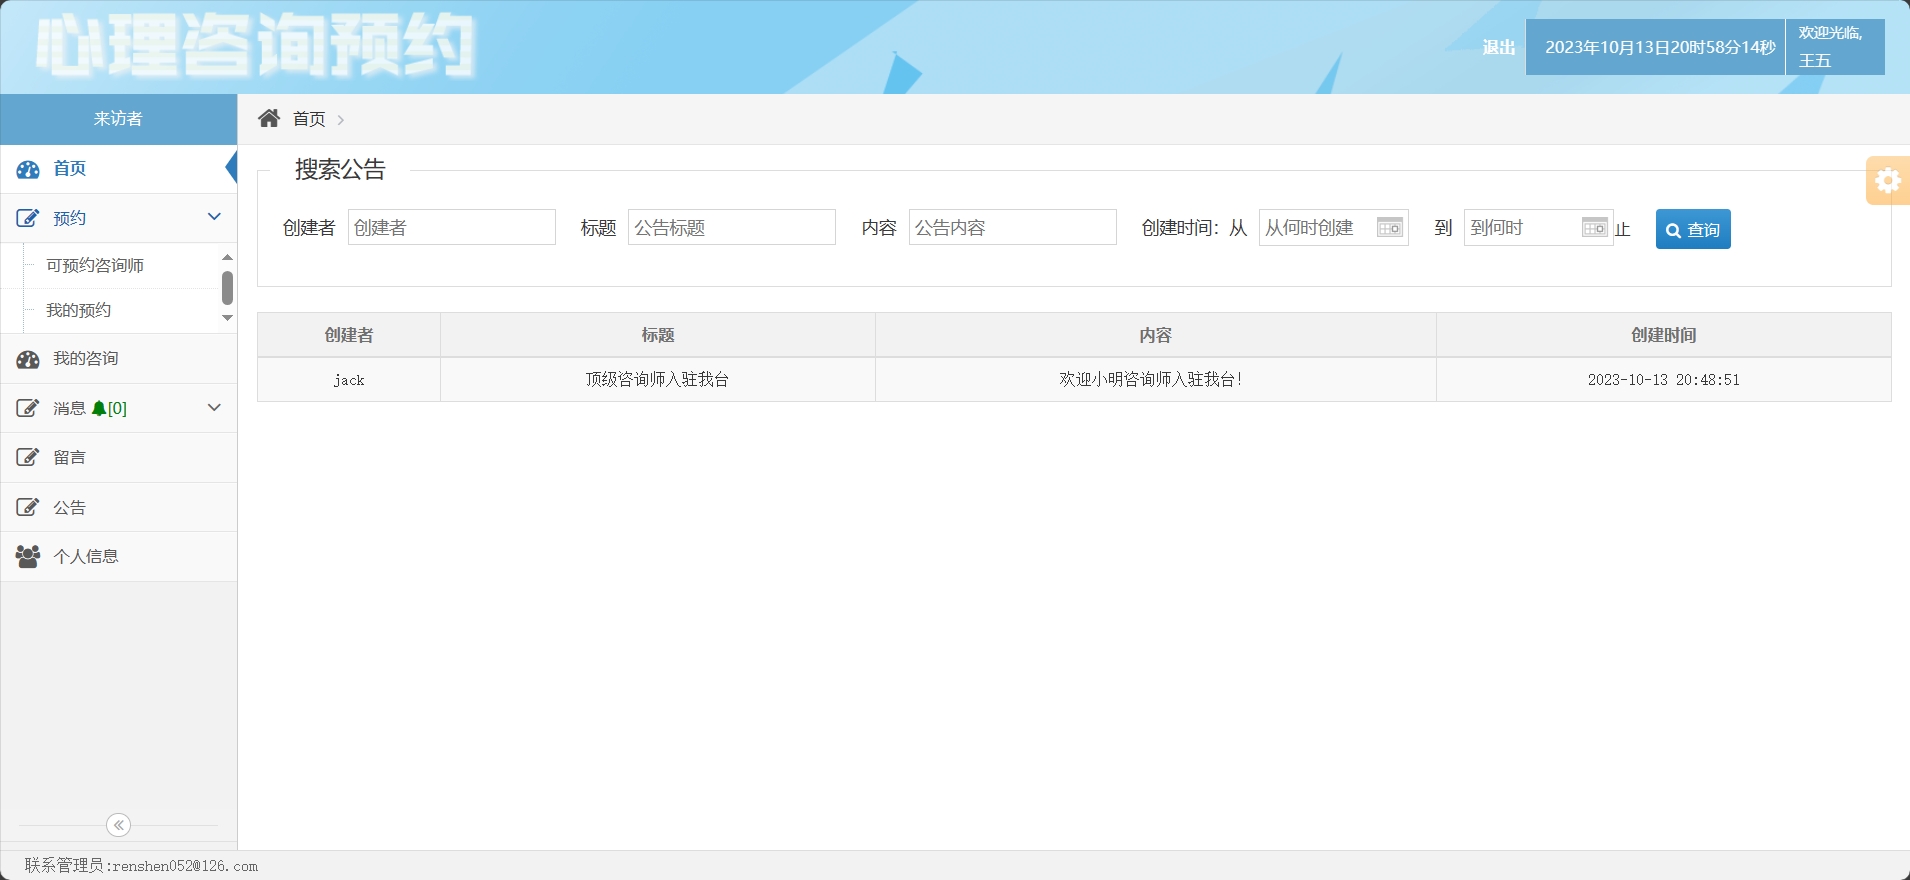 心理咨询预约
退出
2023年10月13日20时58分14秒
欢迎光临,
王五
来访者
首页
首页
预约
可预约咨询师
我的预约
我的咨询
消息 [0]
留言
公告
个人信息
搜索公告
创建者 创建者 标题 公告标题 内容 公告内容 创建时间：从 从何时创建 到 到何时 止 查询
创建者 标题 内容 创建时间
jack 顶级咨询师入驻我台 欢迎小明咨询师入驻我台！ 2023-10-13 20:48:51
联系管理员:renshen052@126.com